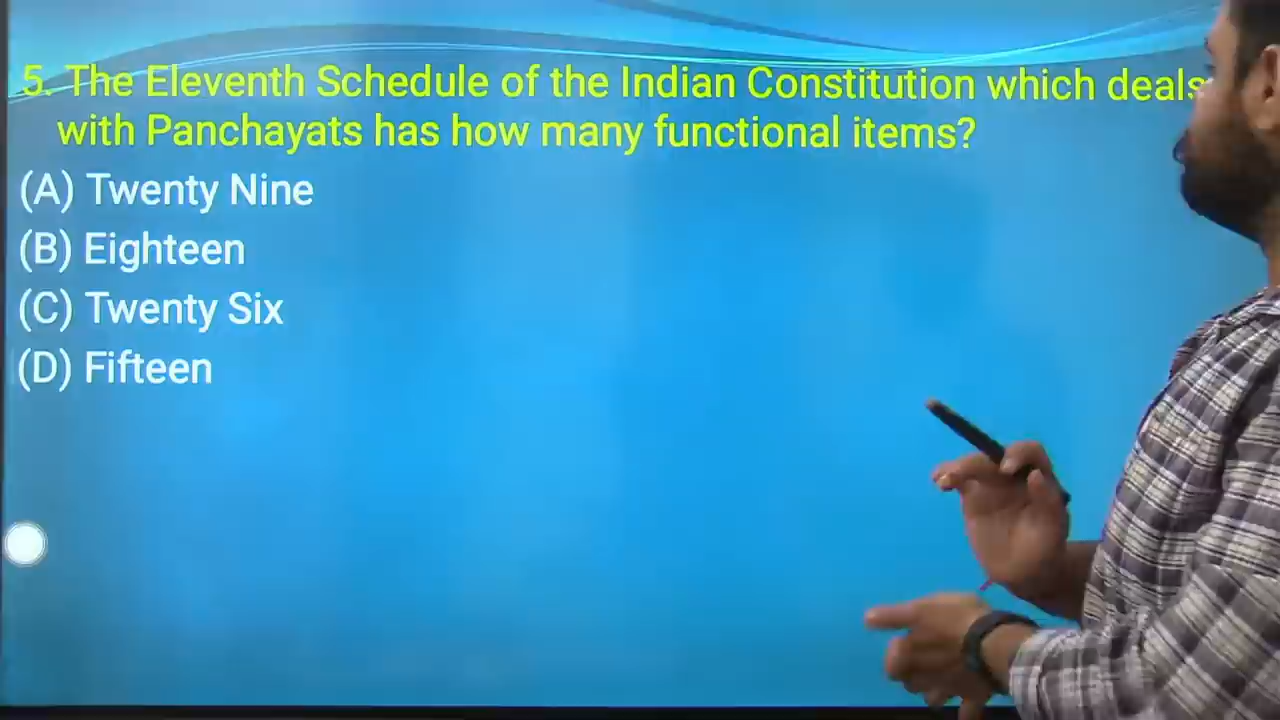 5. The Eleventh Schedule of the Indian Constitution which deals
with Panchayats has how many functional items?
(A) Twenty Nine
(B) Eighteen
(C) Twenty Six
(D) Fifteen